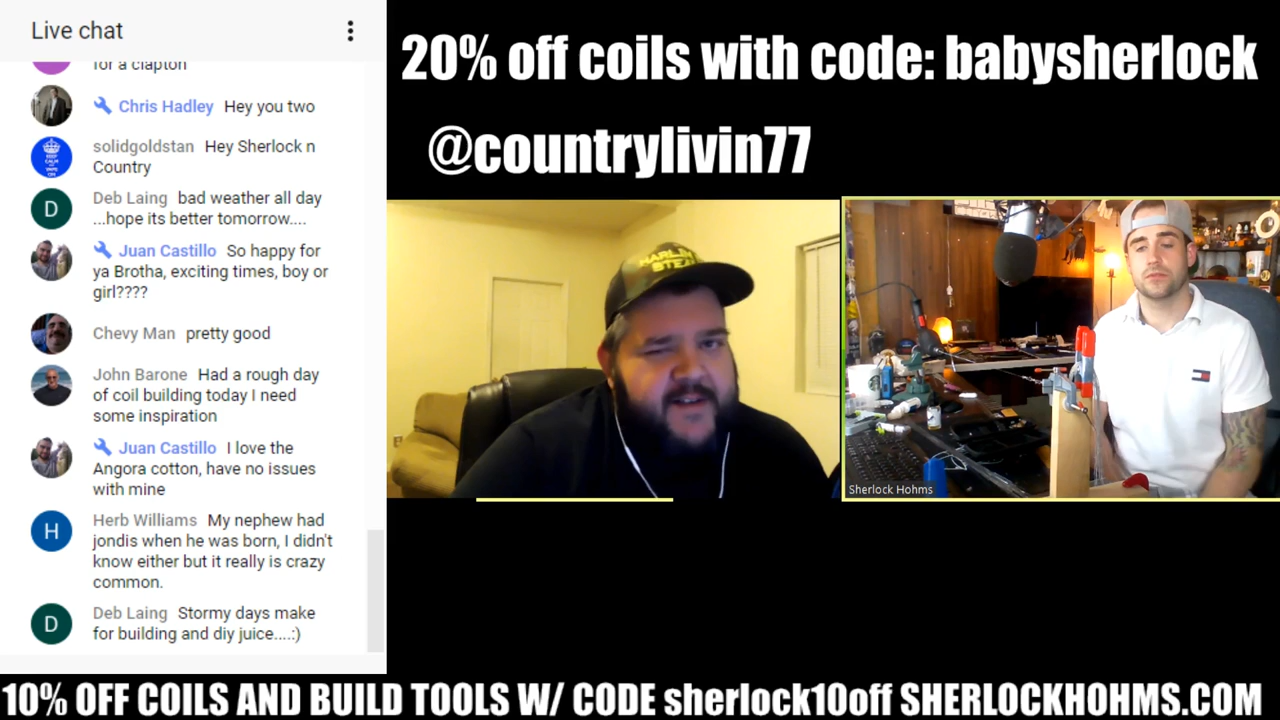 Live chat
for a clapton
Chris Hadley Hey you two
solidgoldstan Hey Sherlock n
Country
D
Deb Laing bad weather all day
...hope its better tomorrow....
Juan Castillo So happy for
ya Brotha, exciting times, boy or
girl????
Chevy Man pretty good
John Barone Had a rough day
of coil building today I need
some inspiration
Juan Castillo I love the
Angora cotton, have no issues
with mine
H
Herb Williams My nephew had
jondis when he was born, I didn't
know either but it really is crazy
common.
D
Deb Laing Stormy days make
for building and diy juice....:)
20% off coils with code: babysherlock
@countrylivin77
Sherlock Hohms
10% OFF COILS AND BUILD TOOLS W/ CODE sherlock10off SHERLOCKHOHMS.COM